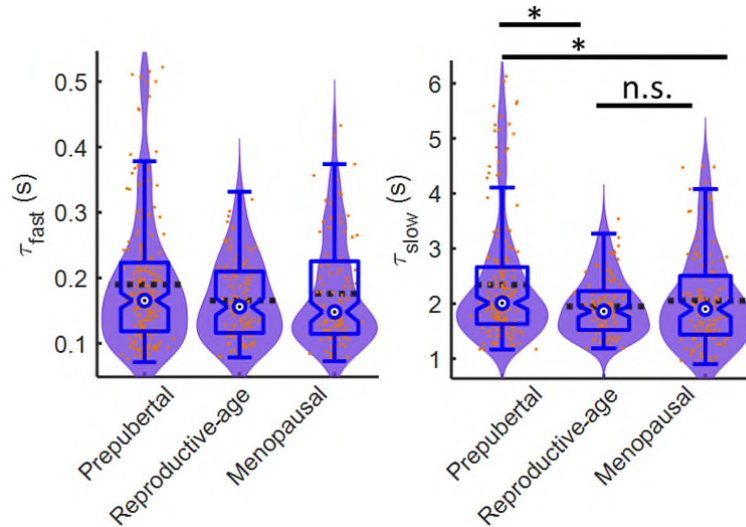 *
*
n.s.
0.5
0.4
0.3
0.2
0.1
τfast (s)
Prepubertal
Reproductive-age
Menopausal
6
5
4
3
2
1
τslow (s)
Prepubertal
Reproductive-age
Menopausal